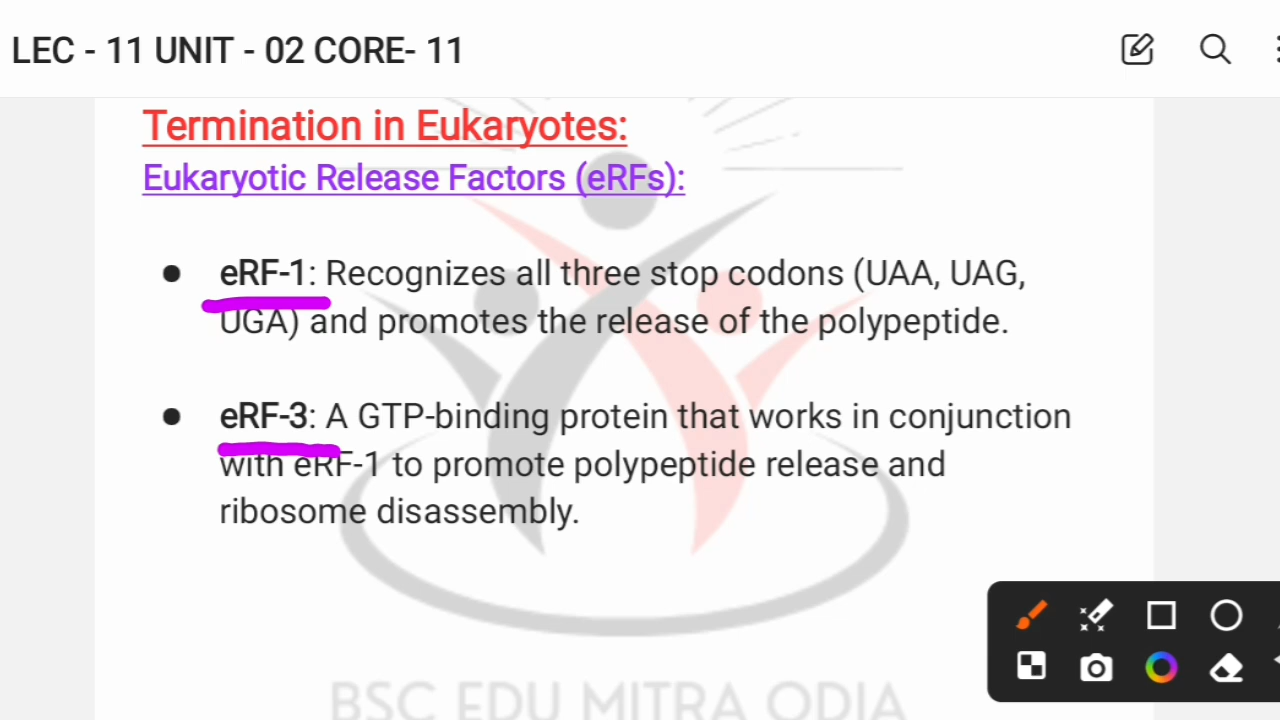 LEC - 11 UNIT - 02 CORE- 11
Termination in Eukaryotes:
Eukaryotic Release Factors (eRFs):
● eRF-1: Recognizes all three stop codons (UAA, UAG,
UGA) and promotes the release of the polypeptide.
● eRF-3: A GTP-binding protein that works in conjunction
with eRF-1 to promote polypeptide release and
ribosome disassembly.
BSC EDU MITRA ODIA